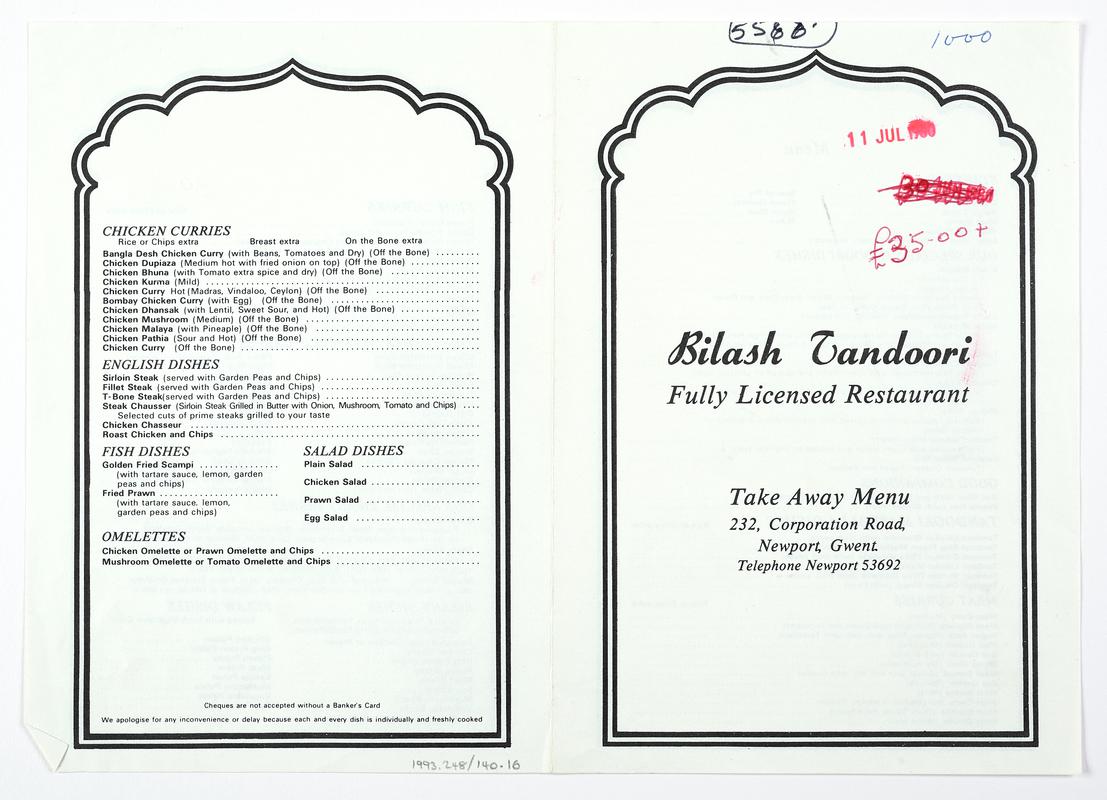 CHICKEN CURRIES
Rice or Chips extra Breast extra On the Bone extra
Bangla Desh Chicken Curry (with Beans, Tomatoes and Dry) (Off the Bone) .........
Chicken Dupiaza (Medium hot with fried onion on top) (Off the Bone) ..................
Chicken Bhuna (with Tomato extra spice and dry) (Off the Bone) .....................
Chicken Kurma (Mild) .......................................................
Chicken Curry Hot (Madras, Vindaloo, Ceylon) (Off the Bone) ........................
Bombay Chicken Curry (with Egg) (Off the Bone) ................................
Chicken Dhansak (with Lentil, Sweet Sour, and Hot) (Off the Bone) ..................
Chicken Mushroom (Medium) (Off the Bone) ...................................
Chicken Malaya (with Pineaple) (Off the Bone) .................................
Chicken Pathia (Sour and Hot) (Off the Bone) ...................................
Chicken Curry (Off the Bone) ................................................
ENGLISH DISHES
Sirloin Steak (served with Garden Peas and Chips) .................................
Fillet Steak (served with Garden Peas and Chips) .................................
T-Bone Steak(served with Garden Peas and Chips) .................................
Steak Chausser (Sirloin Steak Grilled in Butter with Onion, Mushroom, Tomato and Chips) ....
Selected cuts of prime steaks grilled to your taste
Chicken Chasseur ...........................................................
Roast Chicken and Chips ....................................................
FISH DISHES
Golden Fried Scampi ................
(with tartare sauce, lemon, garden
peas and chips)
Fried Prawn ........................
(with tartare sauce, lemon,
garden peas and chips)
SALAD DISHES
Plain Salad ........................
Chicken Salad ......................
Prawn Salad .......................
Egg Salad .........................
OMELETTES
Chicken Omelette or Prawn Omelette and Chips ................................
Mushroom Omelette or Tomato Omelette and Chips .............................
Cheques are not accepted without a Banker's Card
We apologise for any inconvenience or delay because each and every dish is individually and freshly cooked
1993.248/140.16
5588.
1000
11 JUL
£35-00+
Bilash Tandoori
Fully Licensed Restaurant
Take Away Menu
232, Corporation Road,
Newport, Gwent.
Telephone Newport 53692